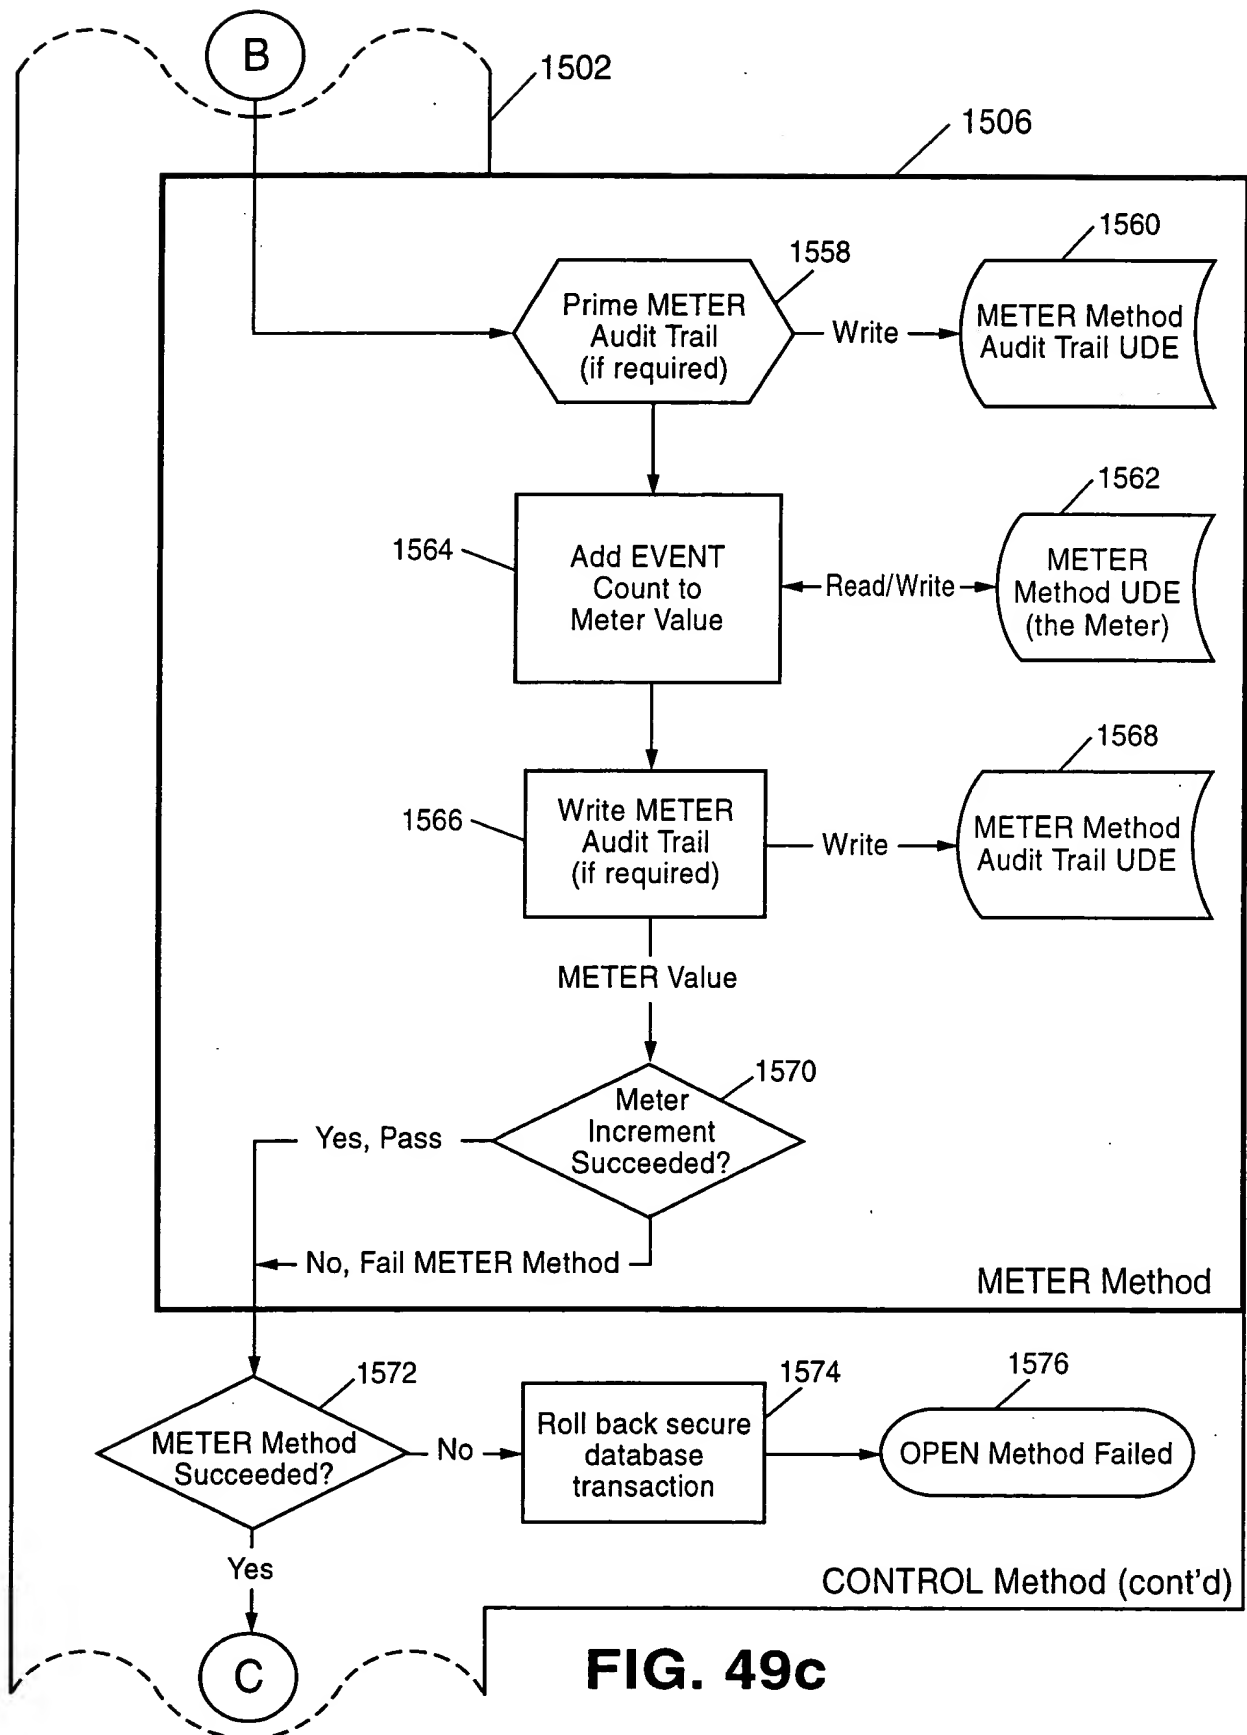 B
1502
1506
1558
1560
Prime METER
Audit Trail
(if required)
Write
METER Method
Audit Trail UDE
1562
1564
Add EVENT
Count to
Meter Value
Read/Write
METER
Method UDE
(the Meter)
1568
1566
Write METER
Audit Trail
(if required)
Write
METER Method
Audit Trail UDE
METER Value
1570
Meter
Increment
Succeeded?
Yes, Pass
No, Fail METER Method
METER Method
1572
1574
1576
METER Method
Succeeded?
No
Roll back secure
database
transaction
OPEN Method Failed
Yes
CONTROL Method (cont'd)
C
FIG. 49c